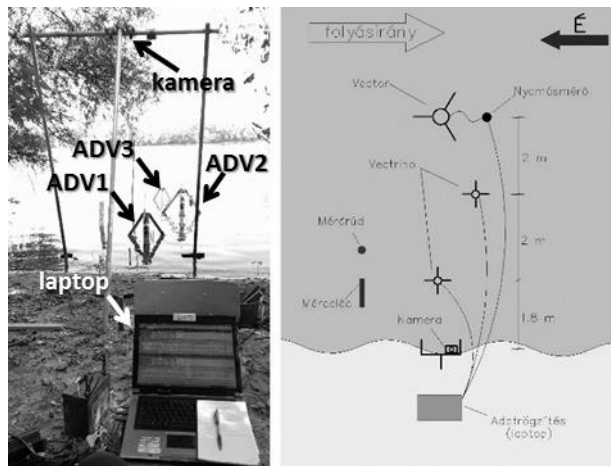 kamera
ADV3
ADV2
ADV1
laptop
folyásirány
É
Vector
Nyomásmérő
2 m
Vectrino
2 m
Mérőrúd
Mérőléc
Kamera
1.8 m
Adatrögzítés
(laptop)